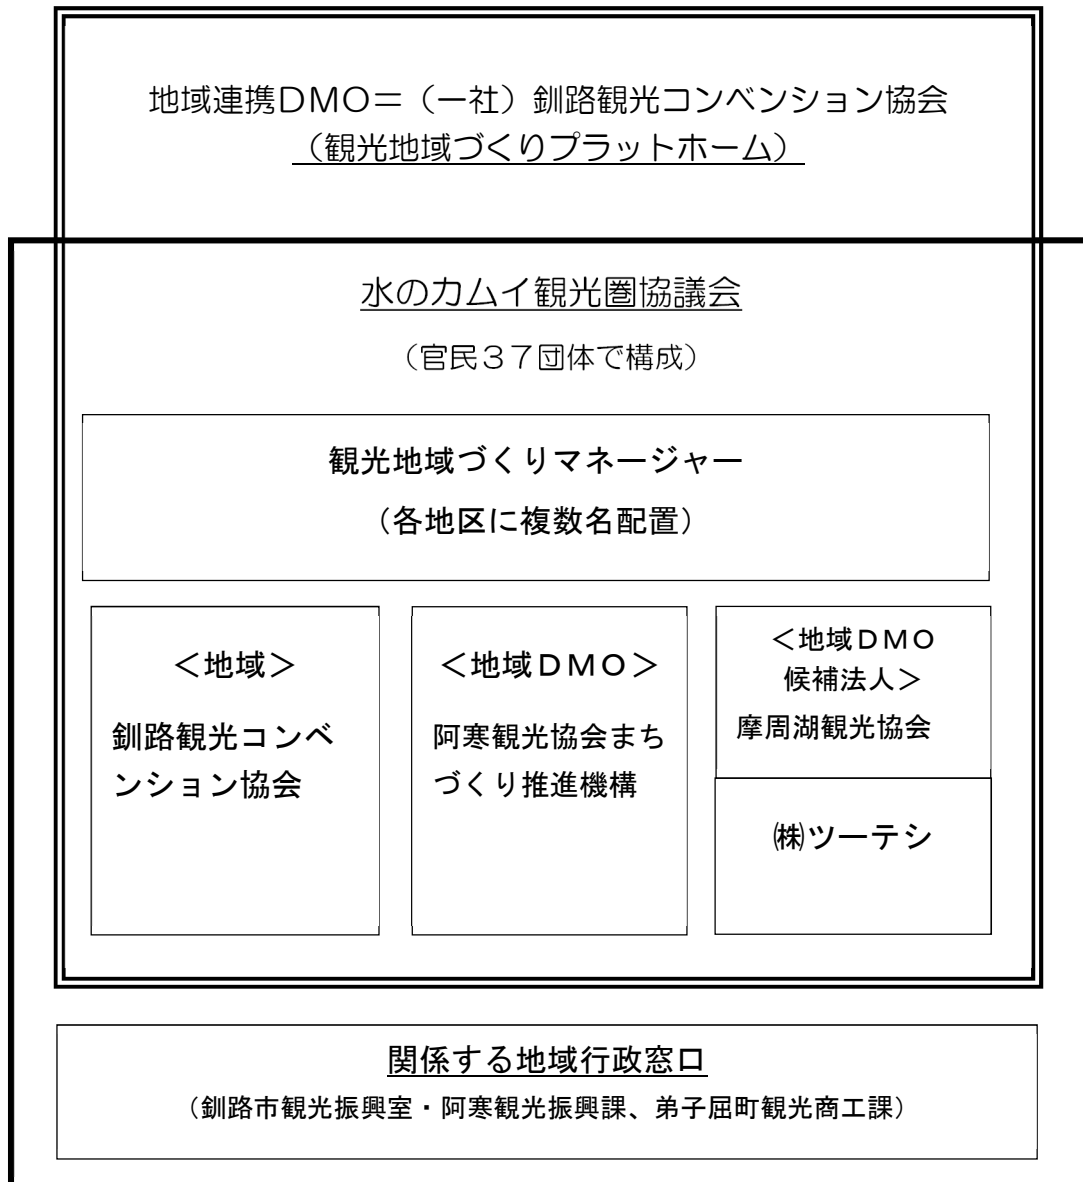 地域連携DMO＝（一社）釧路観光コンベンション協会
（観光地域づくりプラットホーム）
水のカムイ観光圏協議会
（官民３７団体で構成）
観光地域づくりマネージャー
（各地区に複数名配置）
＜地域＞
釧路観光コンベ
ンション協会
＜地域ＤＭＯ＞
阿寒観光協会まち
づくり推進機構
＜地域ＤＭＯ
候補法人＞
摩周湖観光協会
㈱ツーテシ
関係する地域行政窓口
（釧路市観光振興室・阿寒観光振興課、弟子屈町観光商工課）